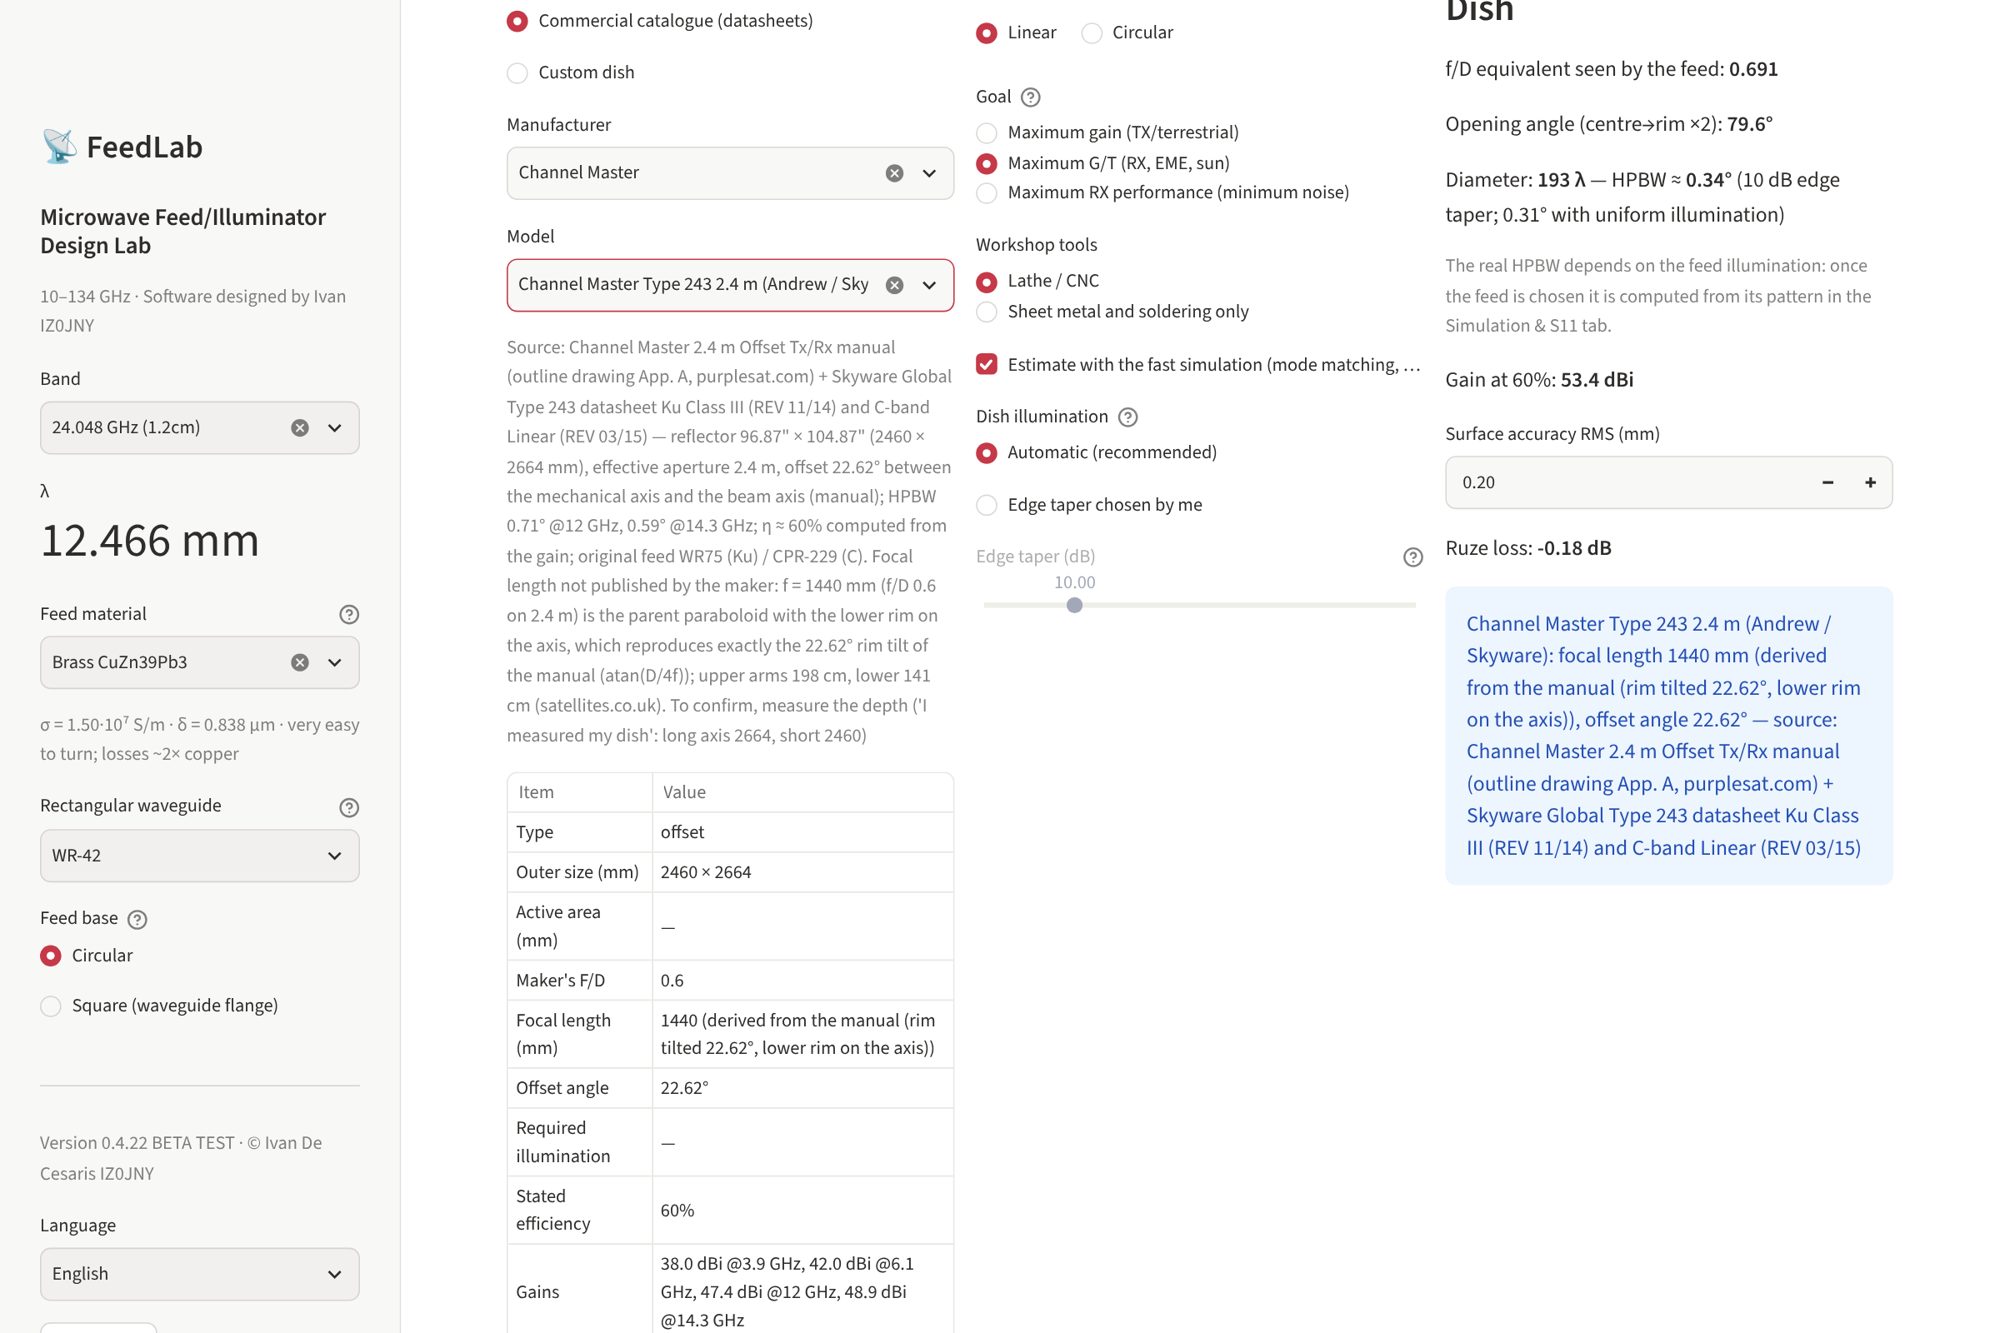 📡 FeedLab
Microwave Feed/Illuminator
Design Lab
10–134 GHz · Software designed by Ivan
IZ0JNY
Band
24.048 GHz (1.2cm)
λ
12.466 mm
Feed material
Brass CuZn39Pb3
σ = 1.50·10⁷ S/m · δ = 0.838 µm · very easy
to turn; losses ~2× copper
Rectangular waveguide
WR-42
Feed base
Circular
Square (waveguide flange)
Version 0.4.22 BETA TEST · © Ivan De
Cesaris IZ0JNY
Language
English
Commercial catalogue (datasheets)
Custom dish
Manufacturer
Channel Master
Model
Channel Master Type 243 2.4 m (Andrew / Sky
Source: Channel Master 2.4 m Offset Tx/Rx manual
(outline drawing App. A, purplesat.com) + Skyware Global
Type 243 datasheet Ku Class III (REV 11/14) and C-band
Linear (REV 03/15) — reflector 96.87" × 104.87" (2460 ×
2664 mm), effective aperture 2.4 m, offset 22.62° between
the mechanical axis and the beam axis (manual); HPBW
0.71° @12 GHz, 0.59° @14.3 GHz; η ≈ 60% computed from
the gain; original feed WR75 (Ku) / CPR-229 (C). Focal
length not published by the maker: f = 1440 mm (f/D 0.6
on 2.4 m) is the parent paraboloid with the lower rim on
the axis, which reproduces exactly the 22.62° rim tilt of
the manual (atan(D/4f)); upper arms 198 cm, lower 141
cm (satellites.co.uk). To confirm, measure the depth ('I
measured my dish': long axis 2664, short 2460)
Item Value
Type offset
Outer size (mm) 2460 × 2664
Active area
(mm) —
Maker's F/D 0.6
Focal length
(mm) 1440 (derived from the manual (rim
tilted 22.62°, lower rim on the axis))
Offset angle 22.62°
Required
illumination —
Stated
efficiency 60%
Gains 38.0 dBi @3.9 GHz, 42.0 dBi @6.1
GHz, 47.4 dBi @12 GHz, 48.9 dBi
@14.3 GHz
Linear Circular
Goal
Maximum gain (TX/terrestrial)
Maximum G/T (RX, EME, sun)
Maximum RX performance (minimum noise)
Workshop tools
Lathe / CNC
Sheet metal and soldering only
Estimate with the fast simulation (mode matching, …
Dish illumination
Automatic (recommended)
Edge taper chosen by me
Edge taper (dB)
10.00
Dish
f/D equivalent seen by the feed: 0.691
Opening angle (centre→rim ×2): 79.6°
Diameter: 193 λ — HPBW ≈ 0.34° (10 dB edge
taper; 0.31° with uniform illumination)
The real HPBW depends on the feed illumination: once
the feed is chosen it is computed from its pattern in the
Simulation & S11 tab.
Gain at 60%: 53.4 dBi
Surface accuracy RMS (mm)
0.20
Ruze loss: -0.18 dB
Channel Master Type 243 2.4 m (Andrew /
Skyware): focal length 1440 mm (derived
from the manual (rim tilted 22.62°, lower rim
on the axis)), offset angle 22.62° — source:
Channel Master 2.4 m Offset Tx/Rx manual
(outline drawing App. A, purplesat.com) +
Skyware Global Type 243 datasheet Ku Class
III (REV 11/14) and C-band Linear (REV 03/15)